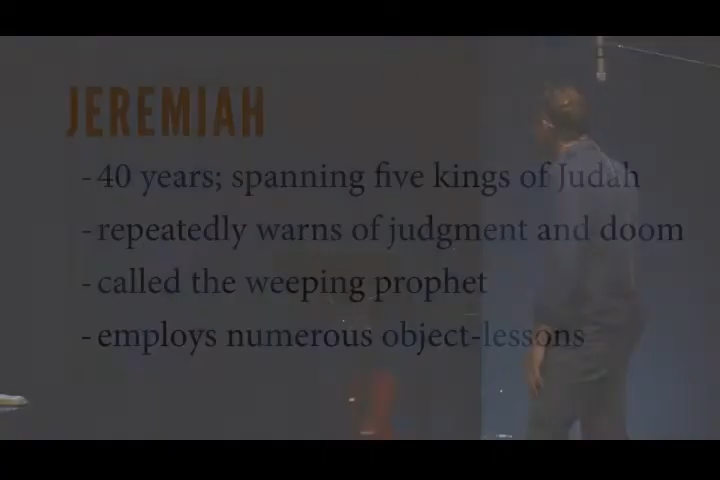 JEREMIAH
- 40 years; spanning five kings of Judah
- repeatedly warns of judgment and doom
- called the weeping prophet
- employs numerous object-lessons